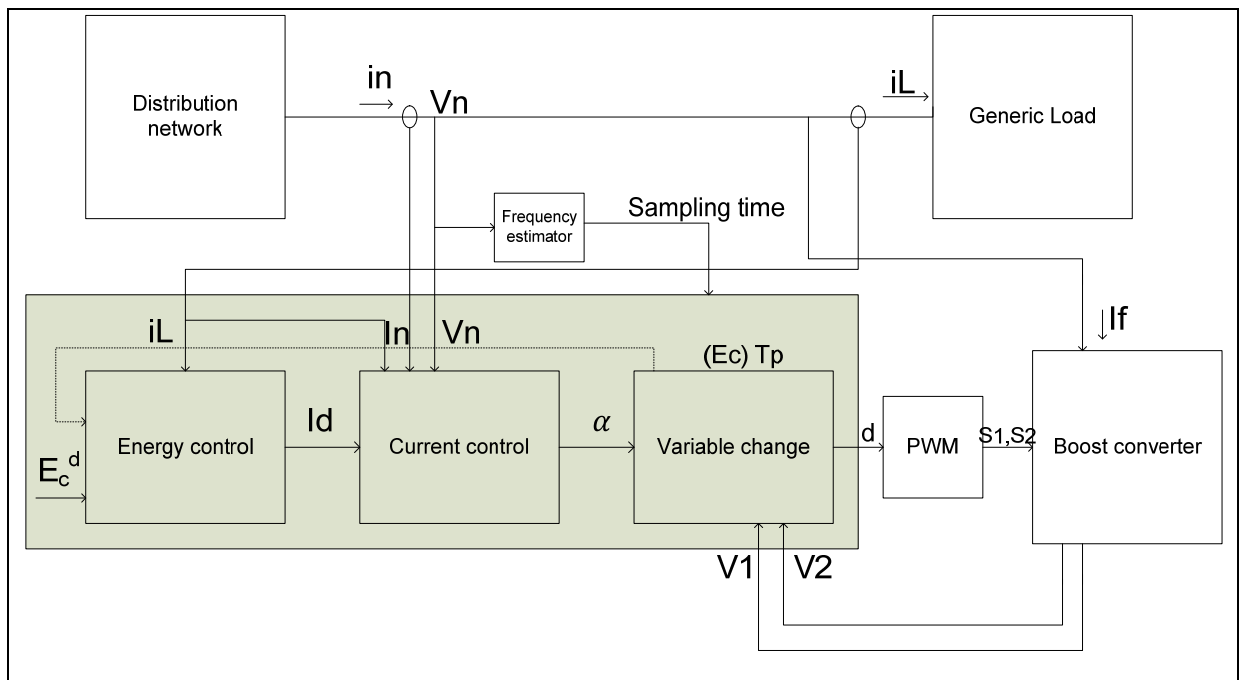 Distribution
network
in
Vn
iL
Generic Load
Frequency
estimator
Sampling time
If
iL
In
Vn
(Ec) Tp
Energy control
Id
Current control
α
Variable change
d
PWM
S1,S2
Boost converter
Ec^d
V1
V2